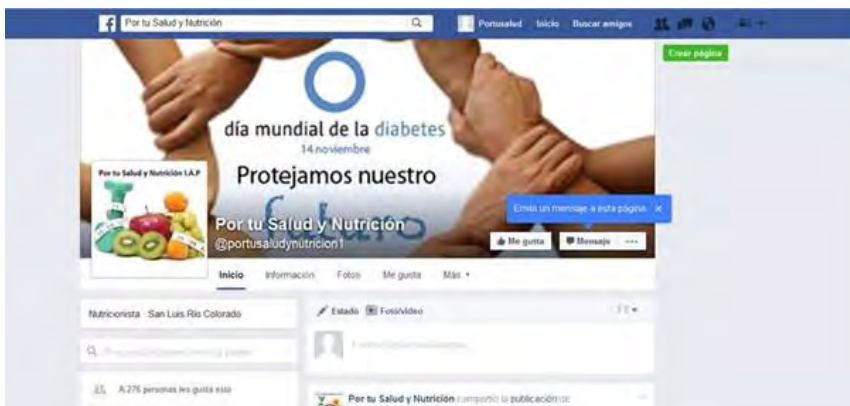 Por tu Salud y Nutrición
Portusalud Inicio Buscar amigos
Crear página
día mundial de la diabetes
14 noviembre
Protejamos nuestro
futuro
Por tu Salud y Nutrición I.A.P
Envía un mensaje a esta página. ×
Por tu Salud y Nutrición
@portusaludynutricion1
Me gusta Mensaje ...
Inicio Información Fotos Me gusta Más
Nutricionista · San Luis Río Colorado
Estado Foto/vídeo
A 276 personas les gusta esto
Por tu Salud y Nutrición compartió la publicación de